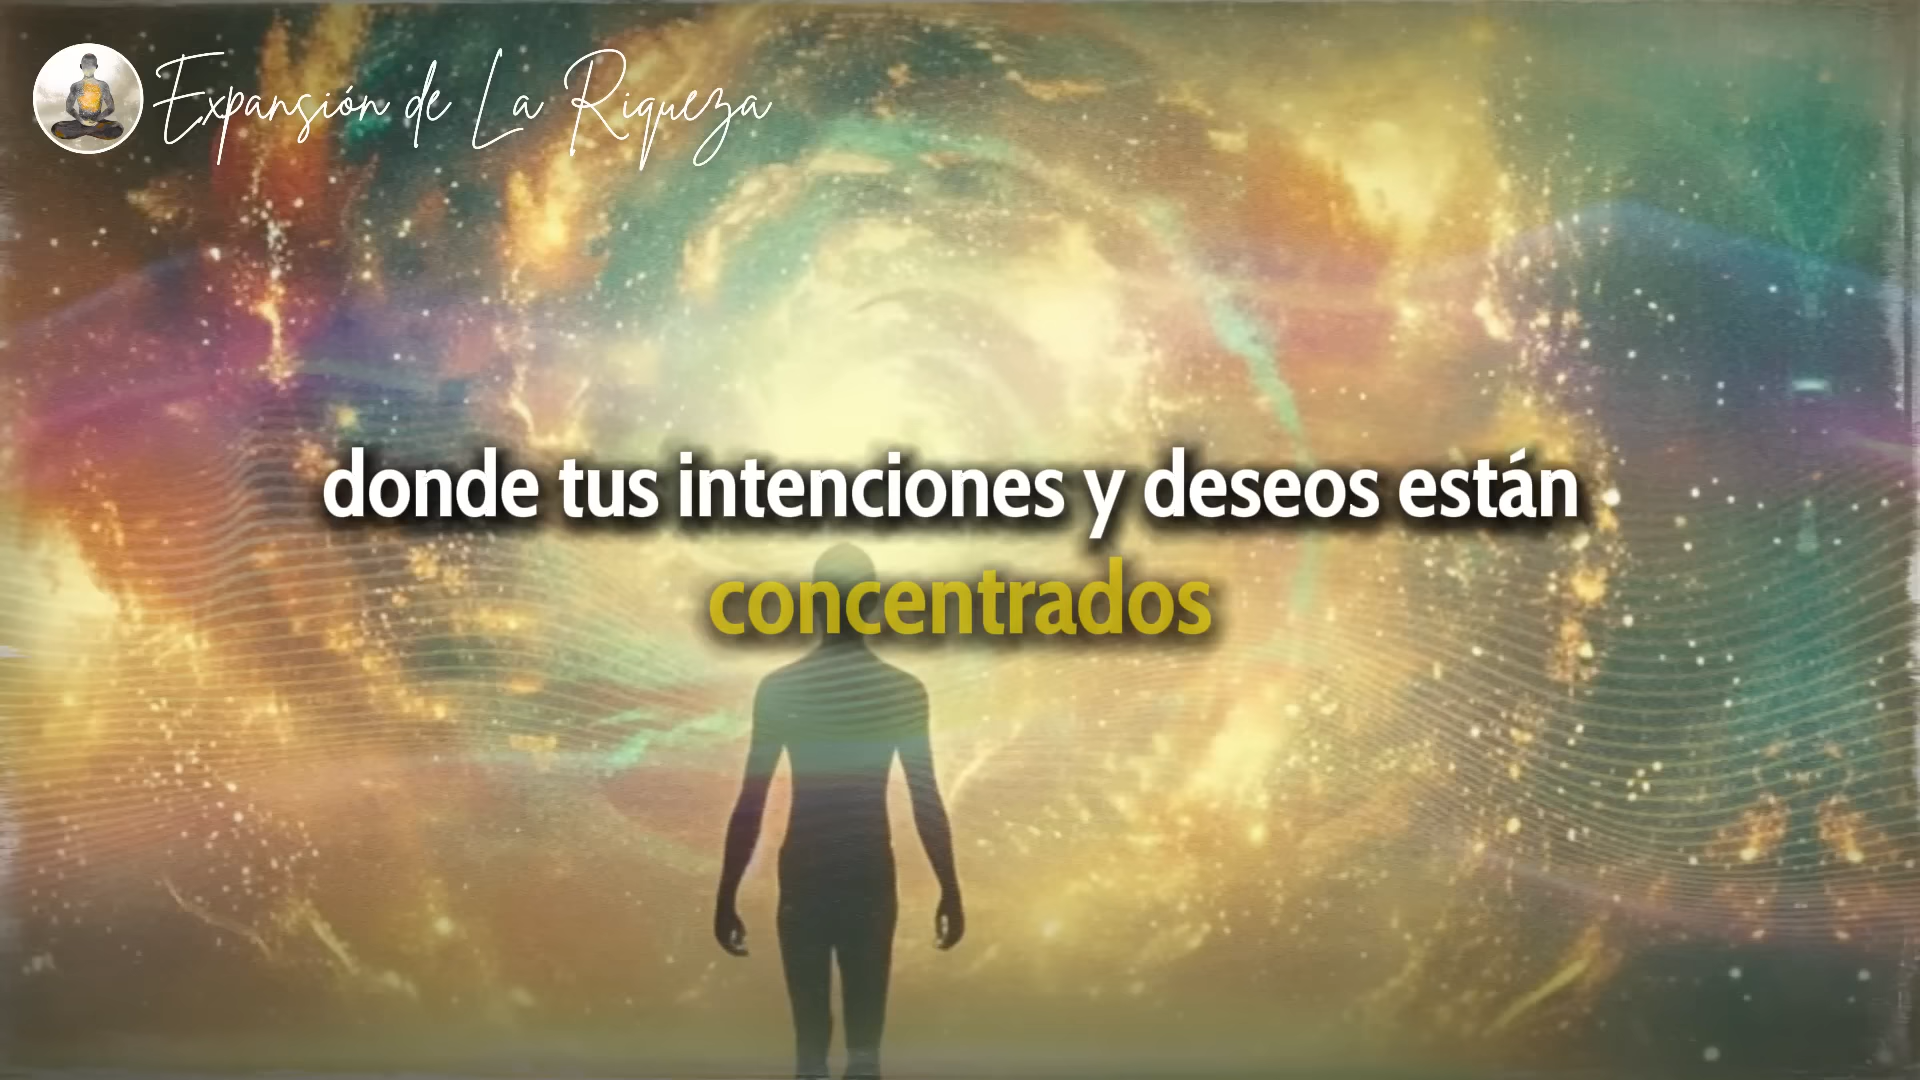 Expansión de La Riqueza
donde tus intenciones y deseos están
concentrados